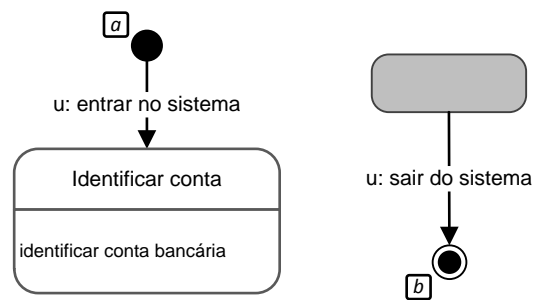 a
u: entrar no sistema
Identificar conta
identificar conta bancária
u: sair do sistema
b